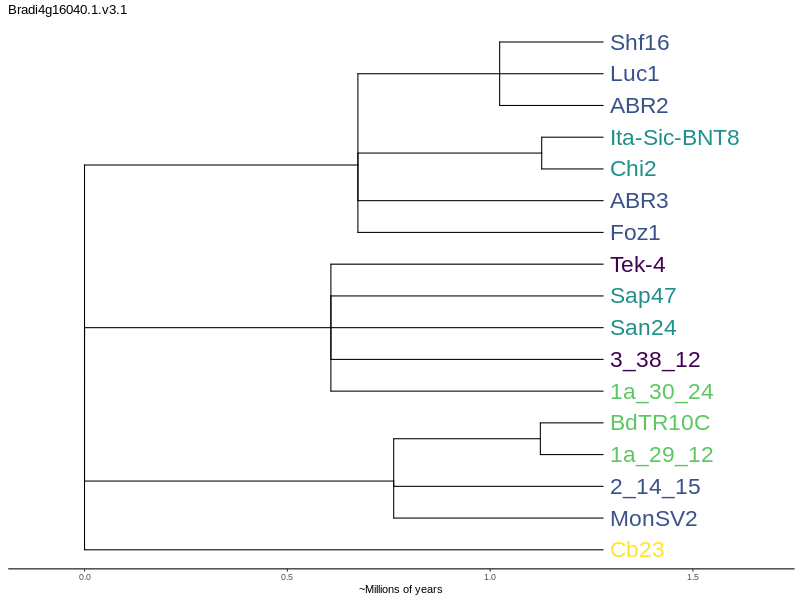 Bradi4g16040.1.v3.1
Shf16
Luc1
ABR2
Ita-Sic-BNT8
Chi2
ABR3
Foz1
Tek-4
Sap47
San24
3_38_12
1a_30_24
BdTR10C
1a_29_12
2_14_15
MonSV2
Cb23
0.0 0.5 1.0 1.5
~Millions of years